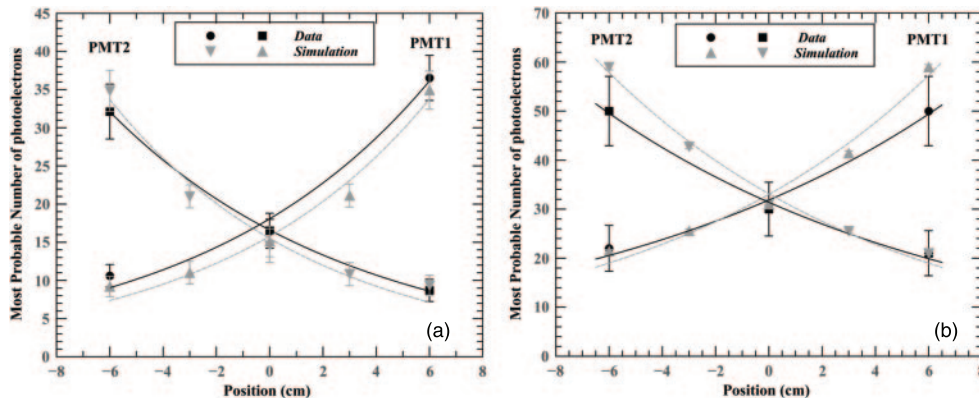 45
40
35
30
25
20
15
10
5
0
Most Probable Number of photoelectrons
PMT2
Data
Simulation
PMT1
(a)
−8 −6 −4 −2 0 2 4 6 8
Position (cm)
70
60
50
40
30
20
10
0
Most Probable Number of photoelectrons
PMT2
Data
Simulation
PMT1
(b)
−8 −6 −4 −2 0 2 4 6 8
Position (cm)